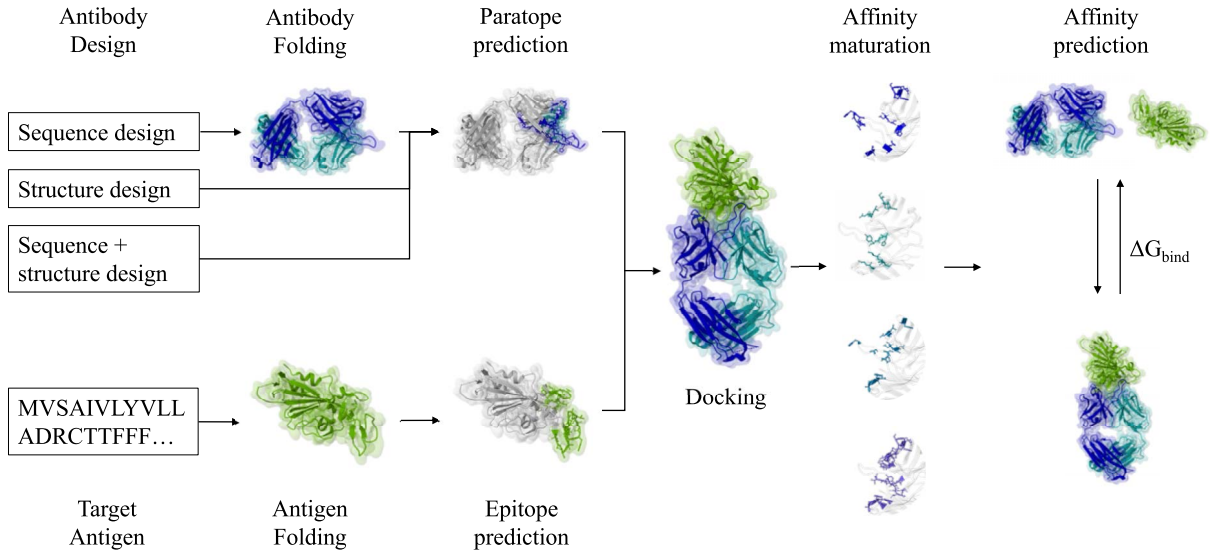 Antibody
Design
Antibody
Folding
Paratope
prediction
Affinity
maturation
Affinity
prediction
Sequence design
Structure design
Sequence +
structure design
ΔGbind
Docking
MVSAIVLYVLL
ADRCTTFFF…
Target
Antigen
Antigen
Folding
Epitope
prediction